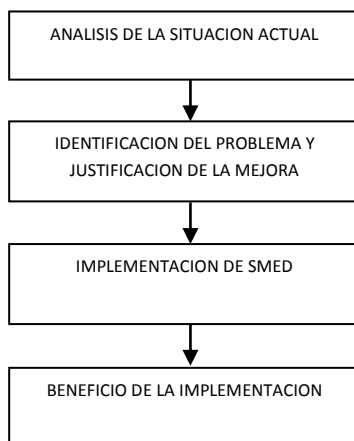 ANALISIS DE LA SITUACION ACTUAL
IDENTIFICACION DEL PROBLEMA Y
JUSTIFICACION DE LA MEJORA
IMPLEMENTACION DE SMED
BENEFICIO DE LA IMPLEMENTACION